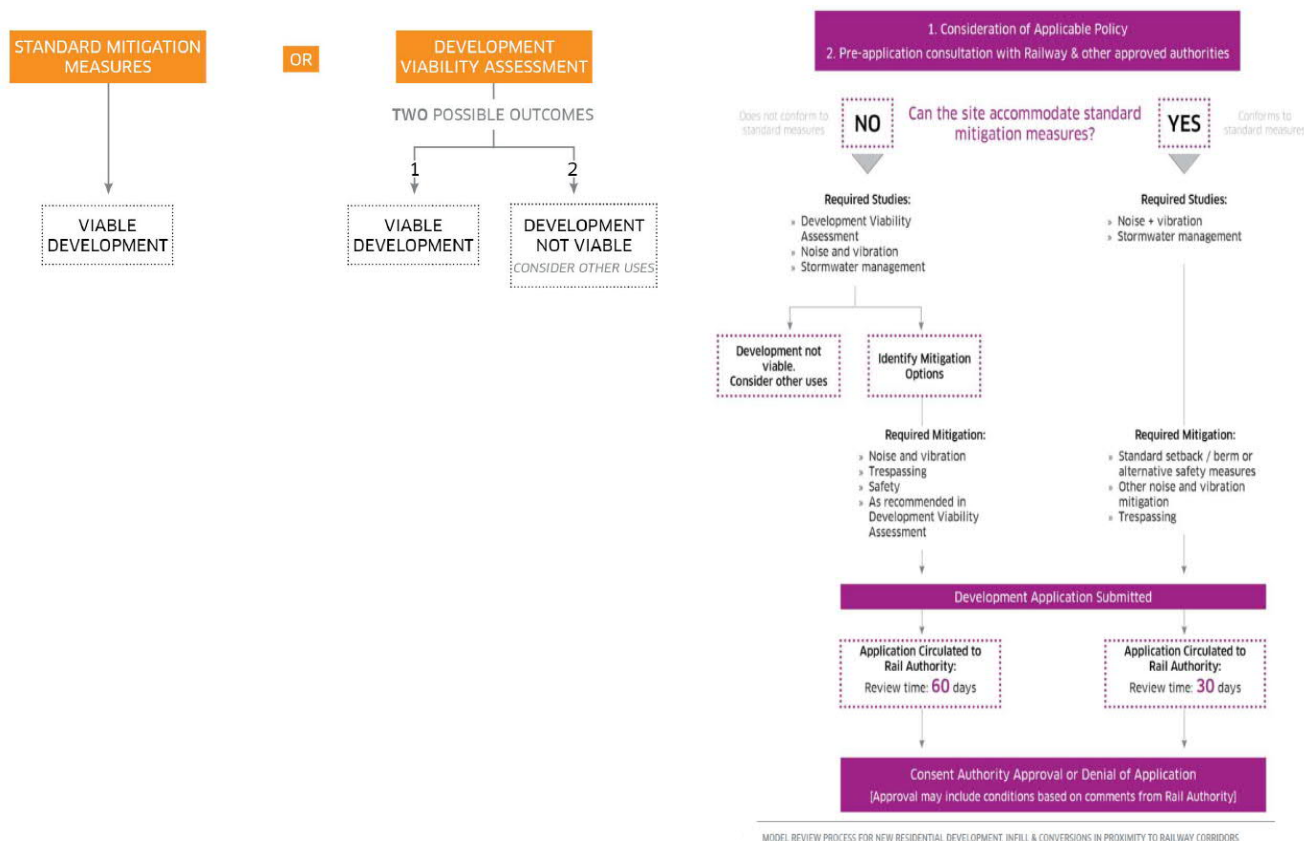 STANDARD MITIGATION
MEASURES
OR
DEVELOPMENT
VIABILITY ASSESSMENT
TWO POSSIBLE OUTCOMES
1
2
VIABLE
DEVELOPMENT
VIABLE
DEVELOPMENT
DEVELOPMENT
NOT VIABLE
CONSIDER OTHER USES
1. Consideration of Applicable Policy
2. Pre-application consultation with Railway & other approved authorities
Does not conform to
standard measures
NO
Can the site accommodate standard
mitigation measures?
YES
Conforms to
standard measures
Required Studies:
» Development Viability
Assessment
» Noise and vibration
» Stormwater management
Required Studies:
» Noise + vibration
» Stormwater management
Development not
viable.
Consider other uses
Identify Mitigation
Options
Required Mitigation:
» Noise and vibration
» Trespassing
» Safety
» As recommended in
Development Viability
Assessment
Required Mitigation:
» Standard setback / berm or
alternative safety measures
» Other noise and vibration
mitigation
» Trespassing
Development Application Submitted
Application Circulated to
Rail Authority:
Review time: 60 days
Application Circulated to
Rail Authority:
Review time: 30 days
Consent Authority Approval or Denial of Application
[Approval may include conditions based on comments from Rail Authority]
MODEL REVIEW PROCESS FOR NEW RESIDENTIAL DEVELOPMENT, INFILL & CONVERSIONS IN PROXIMITY TO RAILWAY CORRIDORS